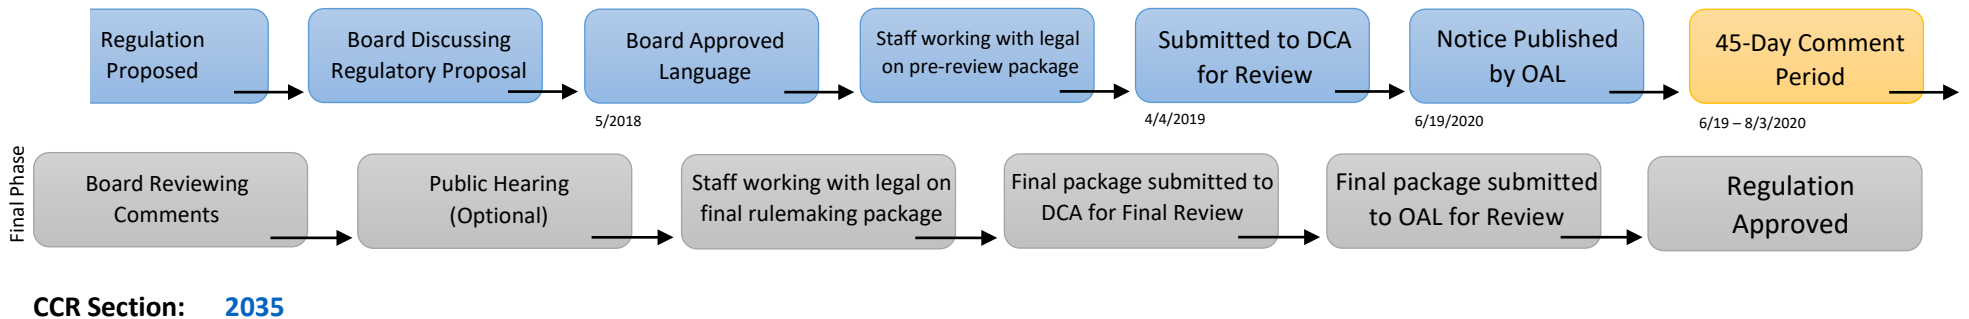 Regulation
Proposed
Board Discussing
Regulatory Proposal
Board Approved
Language
Staff working with legal
on pre-review package
Submitted to DCA
for Review
Notice Published
by OAL
45-Day Comment
Period
5/2018
4/4/2019
6/19/2020
6/19 – 8/3/2020
Final Phase
Board Reviewing
Comments
Public Hearing
(Optional)
Staff working with legal on
final rulemaking package
Final package submitted to
DCA for Final Review
Final package submitted
to OAL for Review
Regulation
Approved
CCR Section: 2035